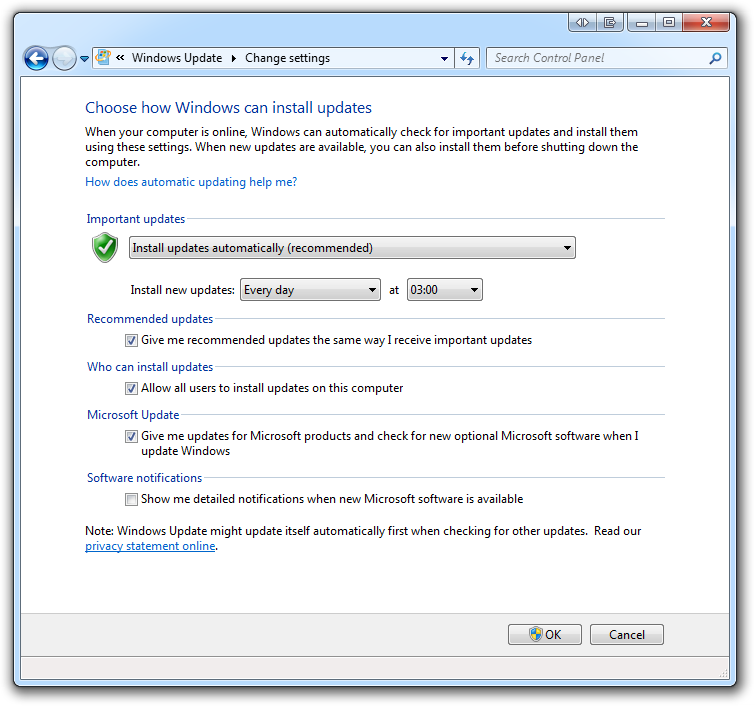 « Windows Update ▸ Change settings
Search Control Panel
Choose how Windows can install updates
When your computer is online, Windows can automatically check for important updates and install them
using these settings. When new updates are available, you can also install them before shutting down the
computer.
How does automatic updating help me?
Important updates
Install updates automatically (recommended)
Install new updates: Every day at 03:00
Recommended updates
Give me recommended updates the same way I receive important updates
Who can install updates
Allow all users to install updates on this computer
Microsoft Update
Give me updates for Microsoft products and check for new optional Microsoft software when I
update Windows
Software notifications
Show me detailed notifications when new Microsoft software is available
Note: Windows Update might update itself automatically first when checking for other updates.  Read our
privacy statement online.
OK
Cancel